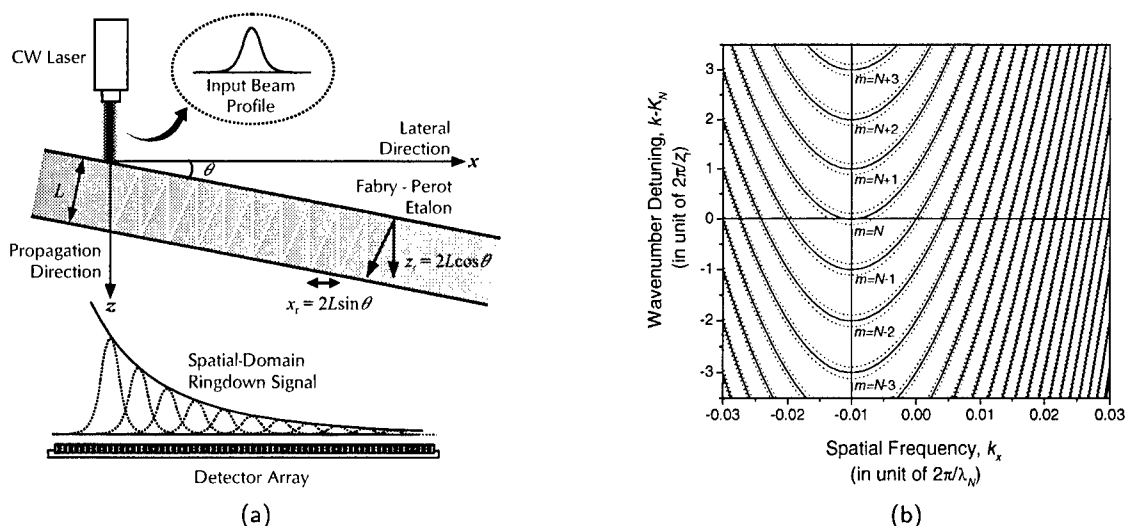 CW Laser
Input Beam
Profile
Lateral
Direction
x
θ
Fabry - Perot
Etalon
L
z_r = 2Lcosθ
Propagation
Direction
z
x_r = 2Lsinθ
Spatial-Domain
Ringdown Signal
Detector Array
(a)
Wavenumber Detuning, k-K_N
(in unit of 2π/z_r)
3
2
1
0
-1
-2
-3
m=N+3
m=N+2
m=N+1
m=N
m=N-1
m=N-2
m=N-3
-0.03 -0.02 -0.01 0.00 0.01 0.02 0.03
Spatial Frequency, k_x
(in unit of 2π/λ_N)
(b)